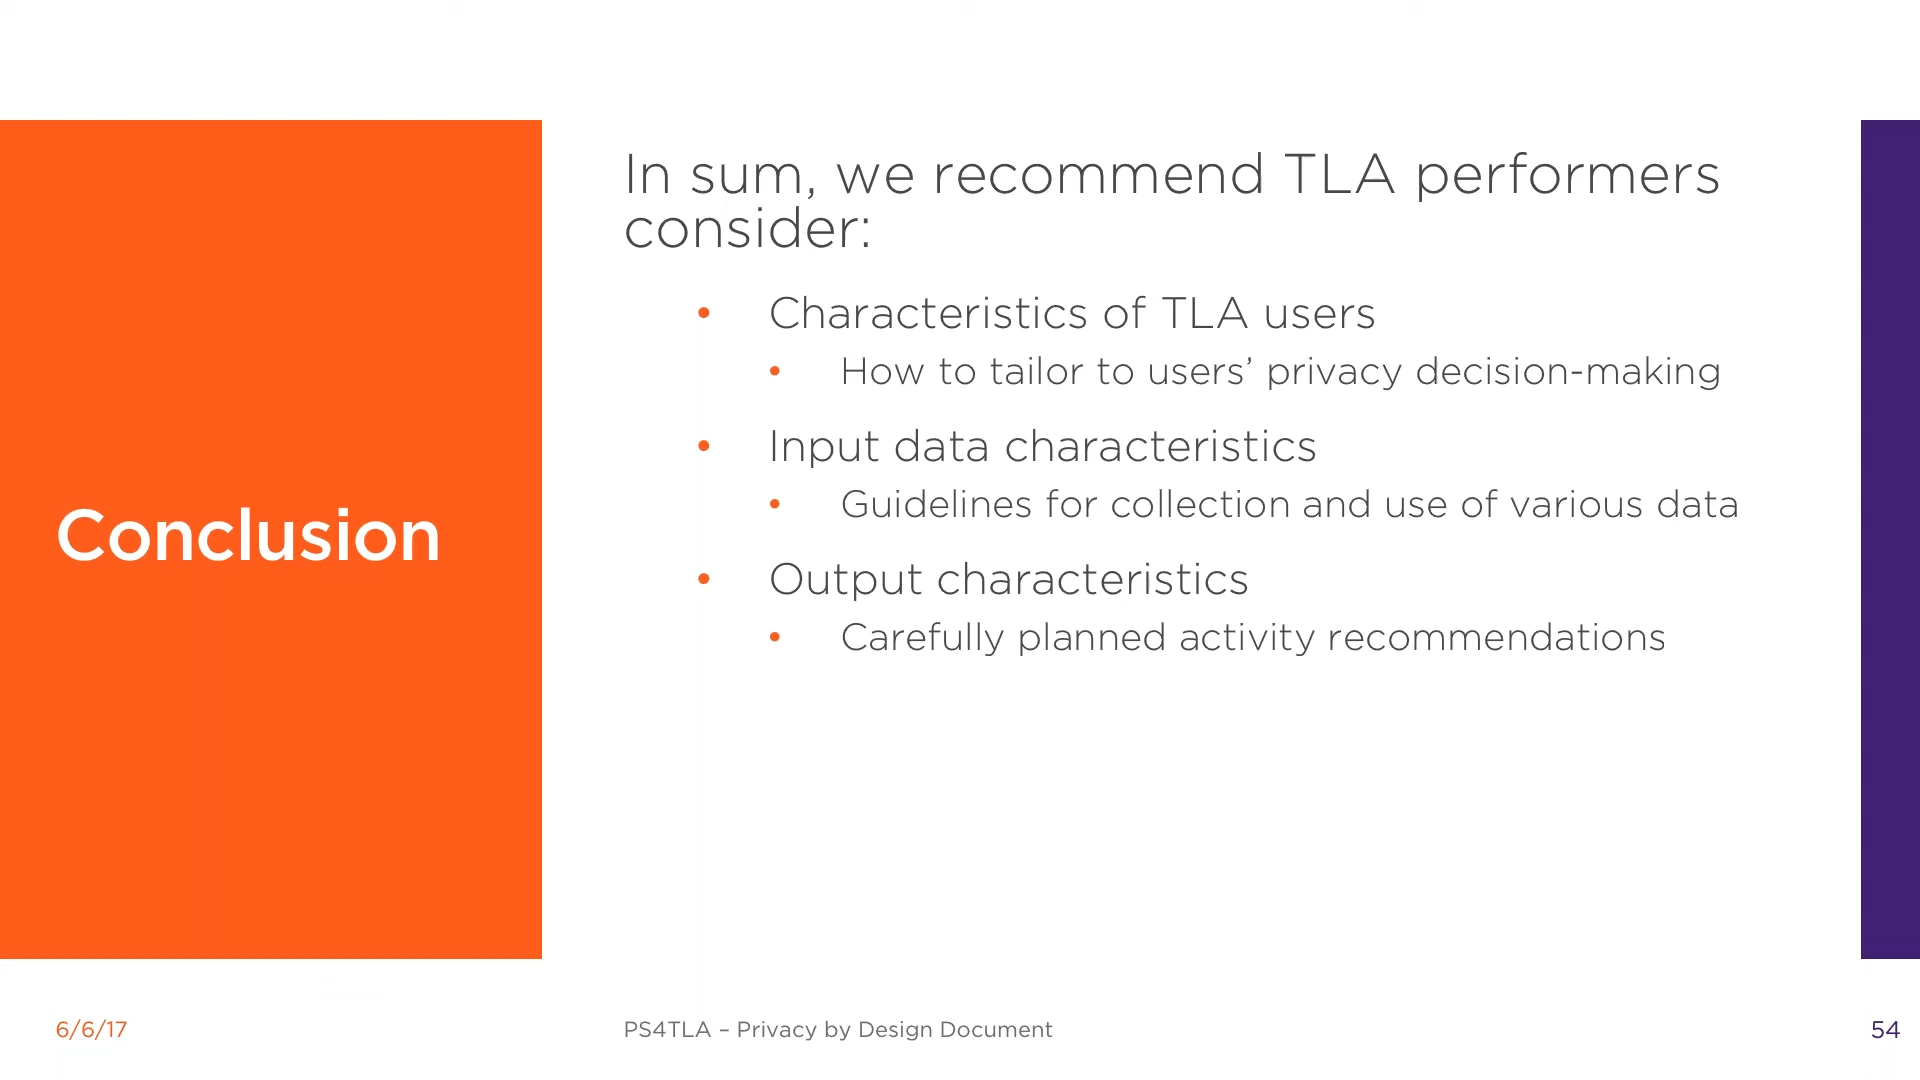 Conclusion
In sum, we recommend TLA performers
consider:
• Characteristics of TLA users
• How to tailor to users’ privacy decision-making
• Input data characteristics
• Guidelines for collection and use of various data
• Output characteristics
• Carefully planned activity recommendations
6/6/17
PS4TLA – Privacy by Design Document
54